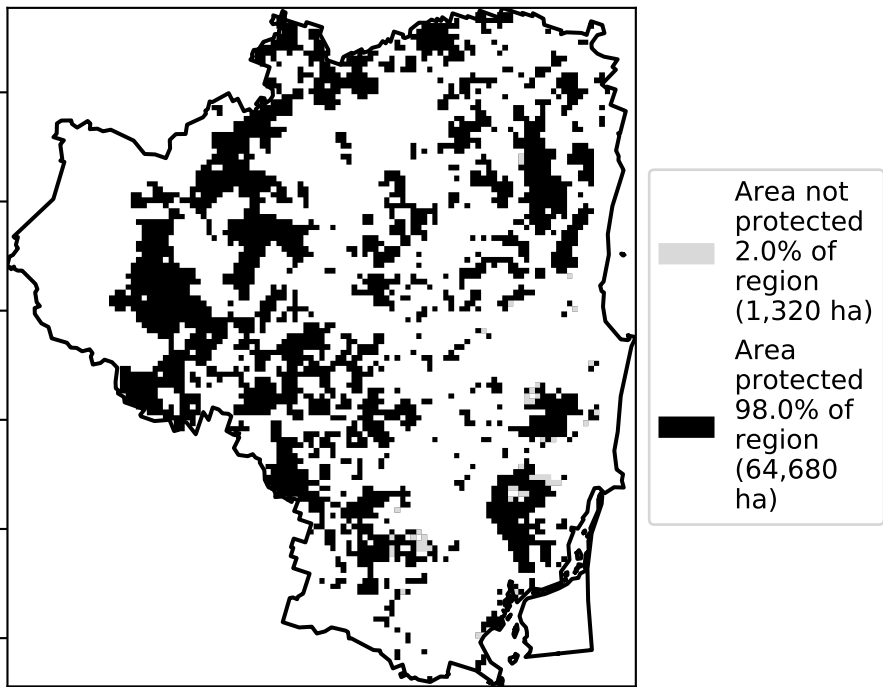 Area not
protected
2.0% of
region
(1,320 ha)
Area
protected
98.0% of
region
(64,680
ha)